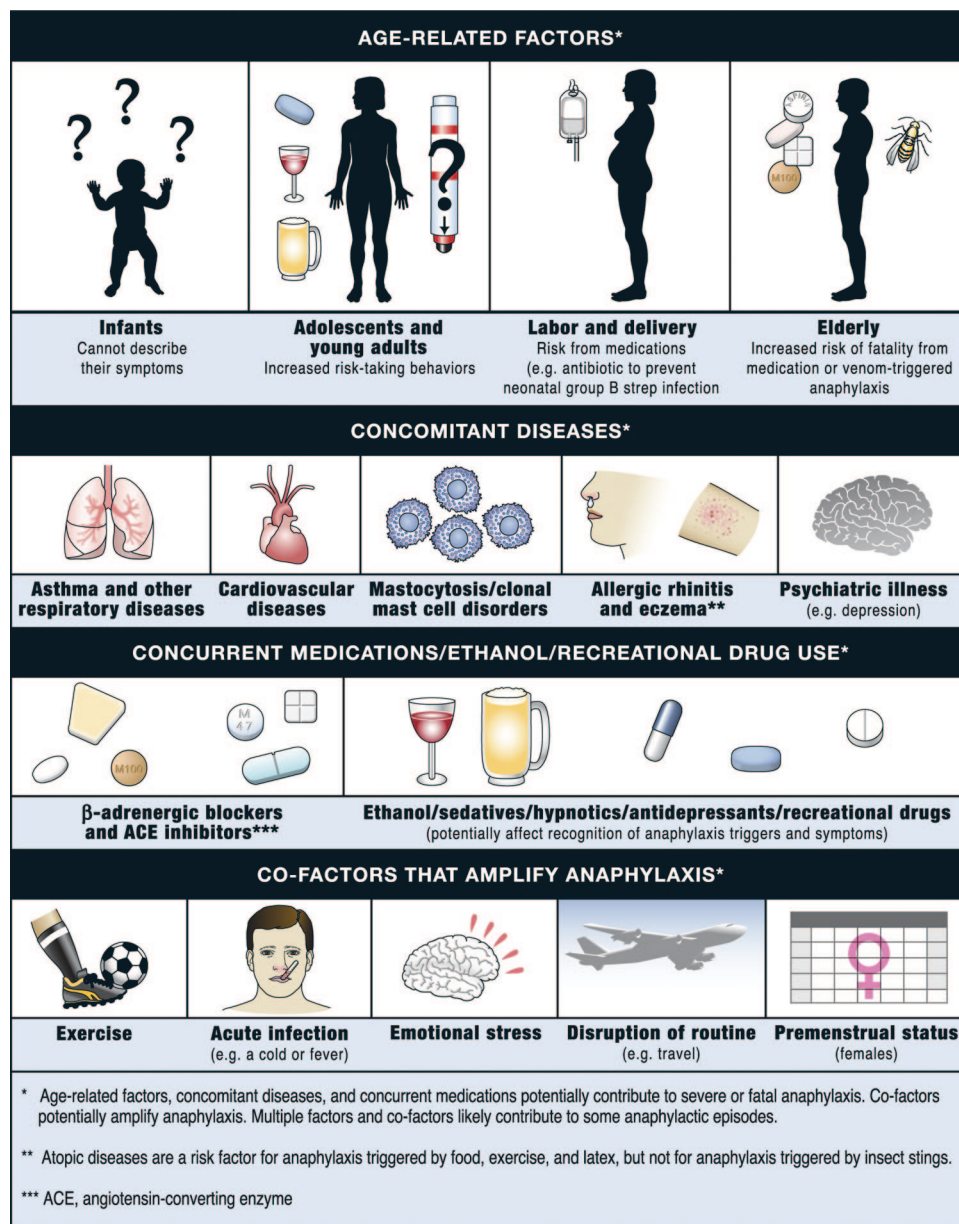 AGE-RELATED FACTORS*
ASPIRIN
M100
Infants
Cannot describe
their symptoms
Adolescents and
young adults
Increased risk-taking behaviors
Labor and delivery
Risk from medications
(e.g. antibiotic to prevent
neonatal group B strep infection
Elderly
Increased risk of fatality from
medication or venom-triggered
anaphylaxis
CONCOMITANT DISEASES*
Asthma and other
respiratory diseases
Cardiovascular
diseases
Mastocytosis/clonal
mast cell disorders
Allergic rhinitis
and eczema**
Psychiatric illness
(e.g. depression)
CONCURRENT MEDICATIONS/ETHANOL/RECREATIONAL DRUG USE*
M
47
M100
β-adrenergic blockers
and ACE inhibitors***
Ethanol/sedatives/hypnotics/antidepressants/recreational drugs
(potentially affect recognition of anaphylaxis triggers and symptoms)
CO-FACTORS THAT AMPLIFY ANAPHYLAXIS*
Exercise
Acute infection
(e.g. a cold or fever)
Emotional stress
Disruption of routine
(e.g. travel)
Premenstrual status
(females)
* Age-related factors, concomitant diseases, and concurrent medications potentially contribute to severe or fatal anaphylaxis. Co-factors
potentially amplify anaphylaxis. Multiple factors and co-factors likely contribute to some anaphylactic episodes.
** Atopic diseases are a risk factor for anaphylaxis triggered by food, exercise, and latex, but not for anaphylaxis triggered by insect stings.
*** ACE, angiotensin-converting enzyme